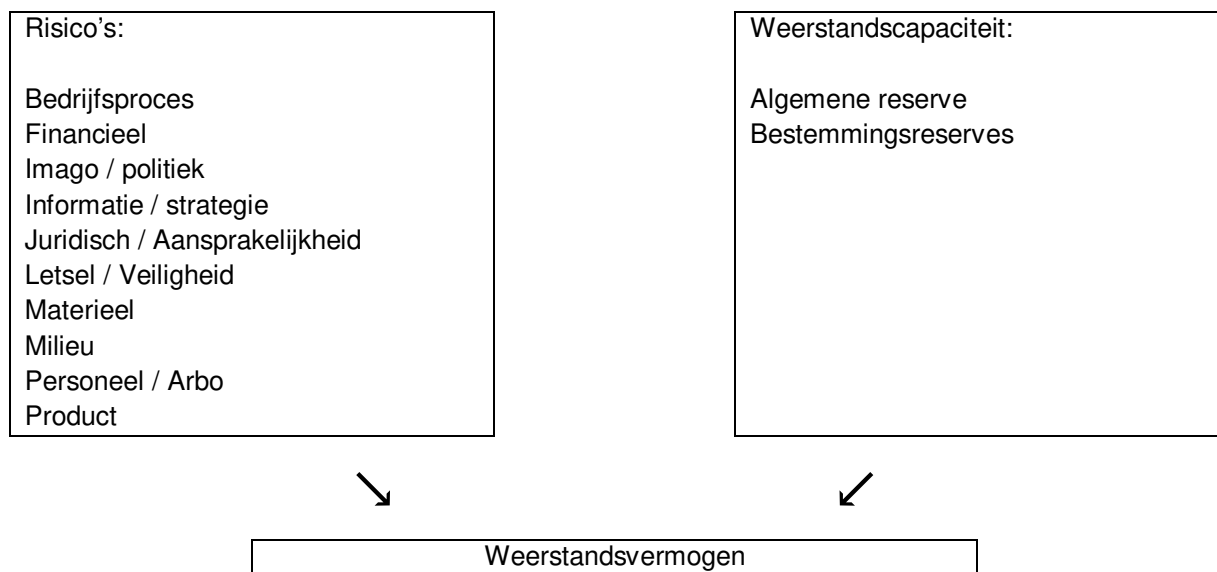 Risico’s:
Bedrijfsproces
Financieel
Imago / politiek
Informatie / strategie
Juridisch / Aansprakelijkheid
Letsel / Veiligheid
Materieel
Milieu
Personeel / Arbo
Product
Weerstandscapaciteit:
Algemene reserve
Bestemmingsreserves
Weerstandsvermogen